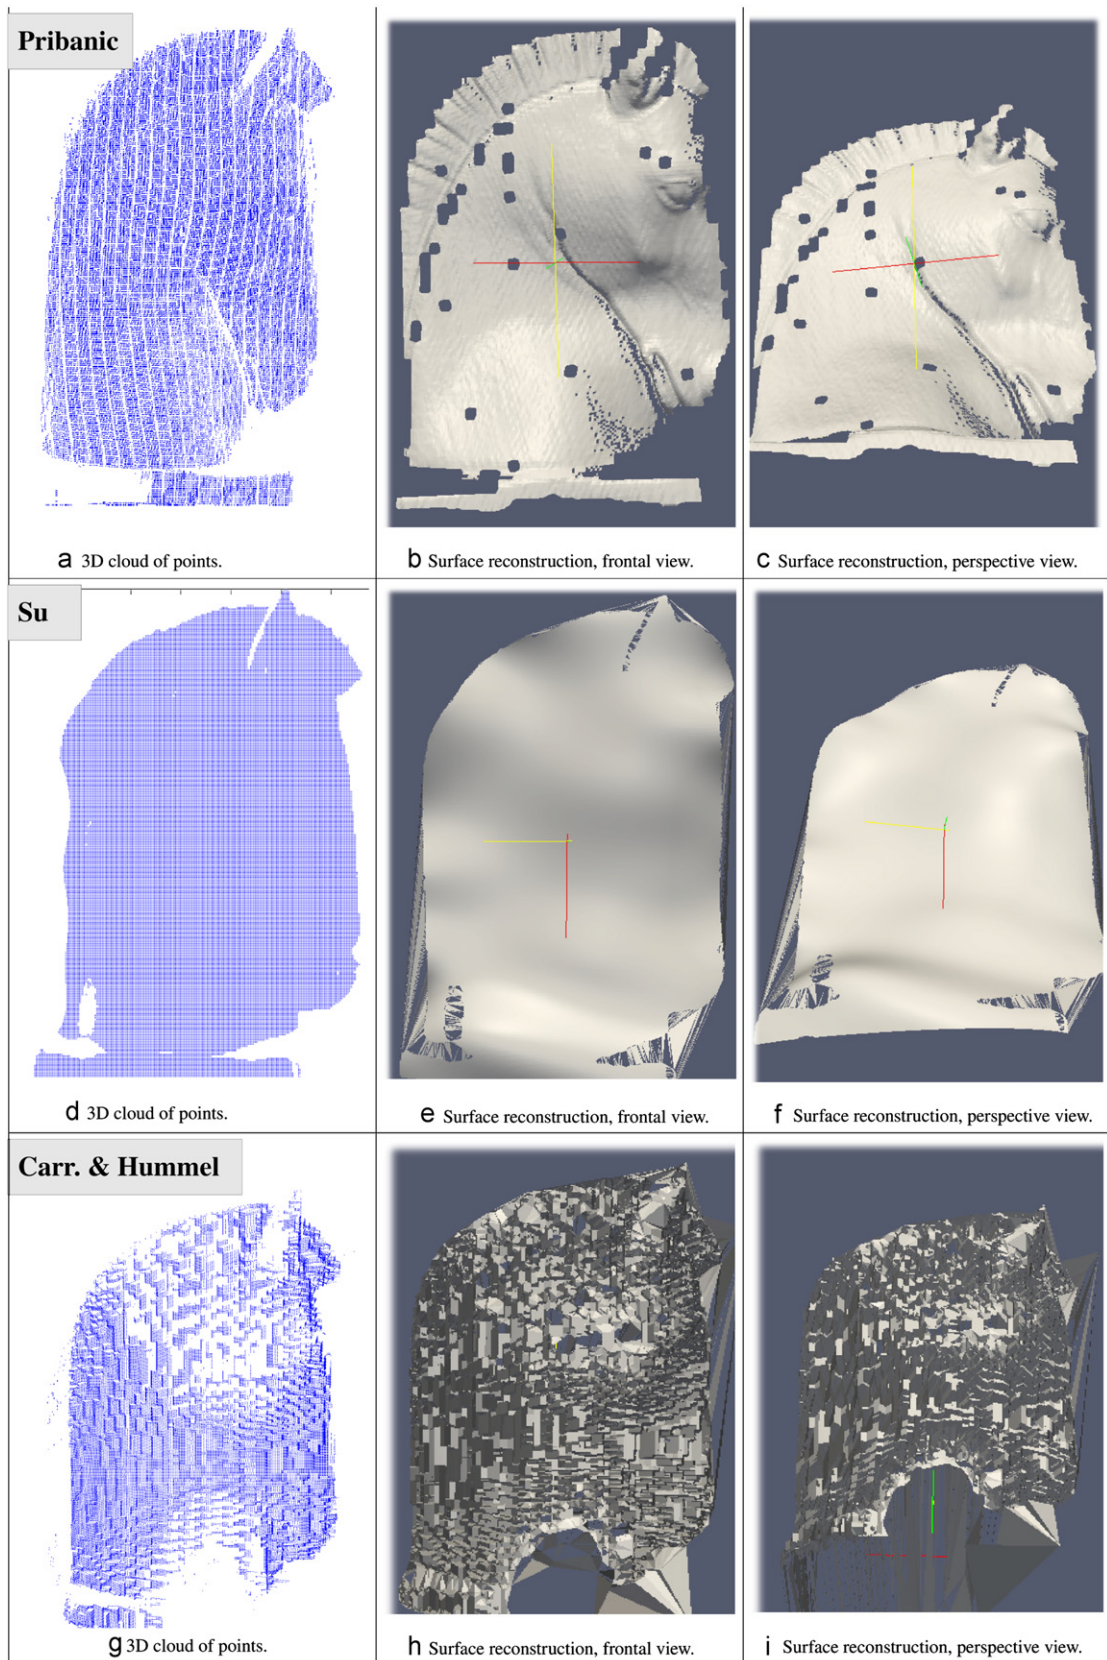 Pribanic
a 3D cloud of points.
b Surface reconstruction, frontal view.
c Surface reconstruction, perspective view.
Su
d 3D cloud of points.
e Surface reconstruction, frontal view.
f Surface reconstruction, perspective view.
Carr. & Hummel
g 3D cloud of points.
h Surface reconstruction, frontal view.
i Surface reconstruction, perspective view.